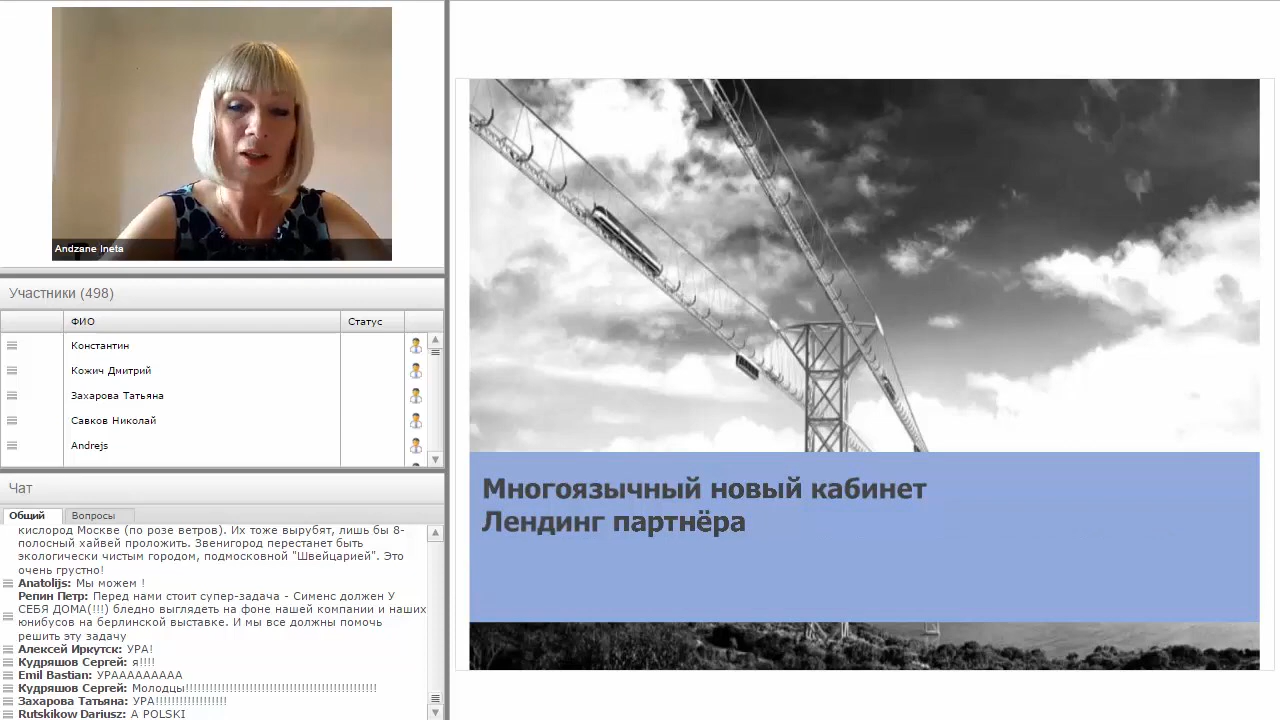 Andzane Ineta
Участники (498)
ФИО
Статус
Константин
Кожич Дмитрий
Захарова Татьяна
Савков Николай
Andrejs
Чат
Общий
Вопросы
кислород Москве (по розе ветров). Их тоже вырубят, лишь бы 8-
полосный хайвей проложить. Звенигород перестанет быть
экологически чистым городом, подмосковной "Швейцарией". Это
очень грустно!
Anatolijs: Мы можем !
Репин Петр: Перед нами стоит супер-задача - Сименс должен У
СЕБЯ ДОМА(!!!) бледно выглядеть на фоне нашей компании и наших
юнибусов на берлинской выставке. И мы все должны помочь
решить эту задачу
Алексей Иркутск: УРА!
Кудряшов Сергей: я!!!!
Emil Bastian: УРААААААААА
Кудряшов Сергей: Молодцы!!!!!!!!!!!!!!!!!!!!!!!!!!!!!!!!!!!!!!!!!!!!!!!!
Захарова Татьяна: УРА!!!!!!!!!!!!!!!!!!
Rutskikow Dariusz: A POLSKI
Многоязычный новый кабинет
Лендинг партнёра